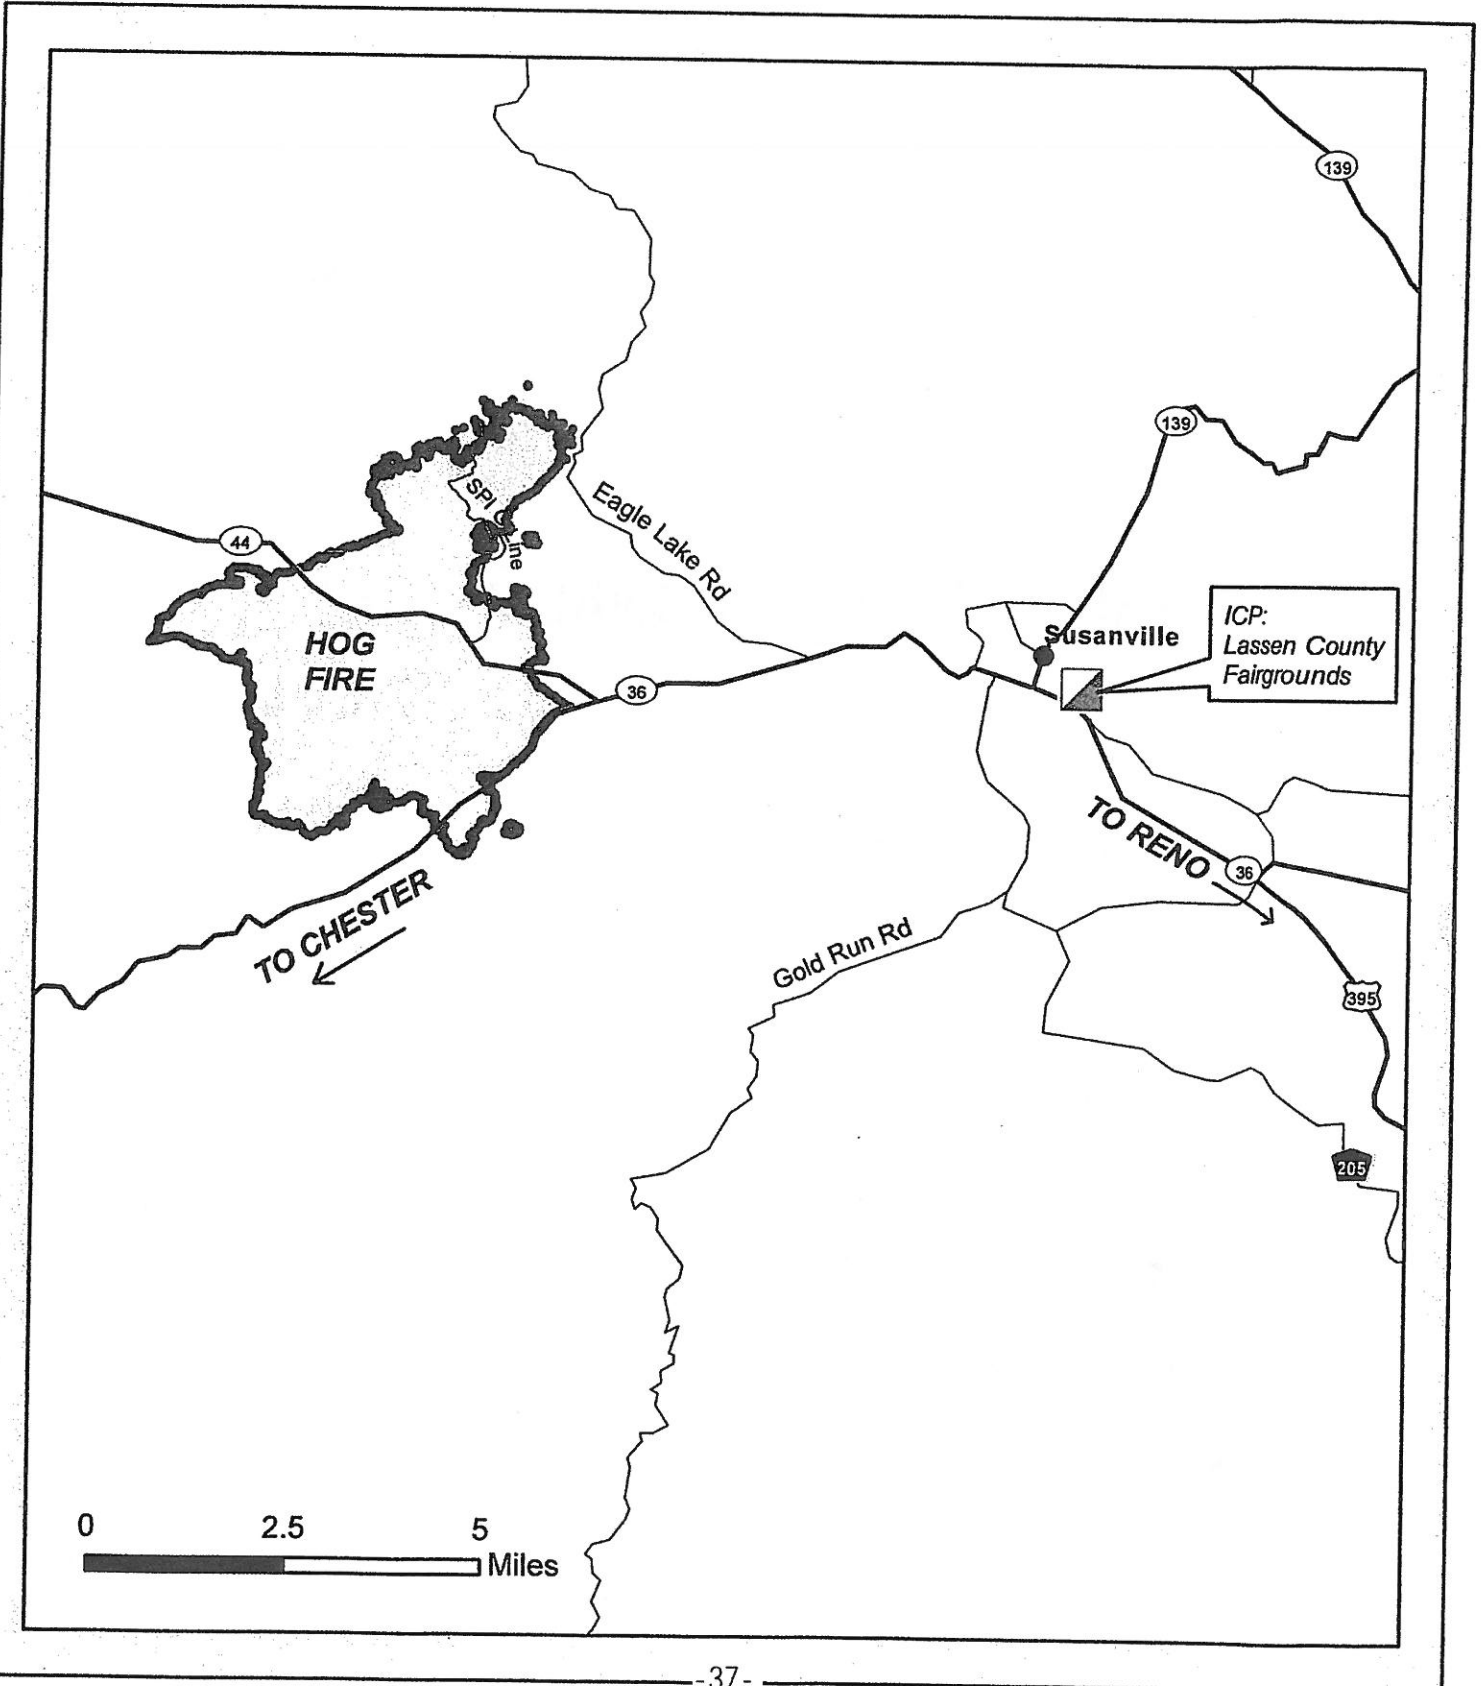 139
139
SPI Line
Eagle Lake Rd
44
HOG
FIRE
36
Susanville
ICP:
Lassen County
Fairgrounds
TO RENO
36
TO CHESTER
Gold Run Rd
395
205
0 2.5 5
Miles
-37-